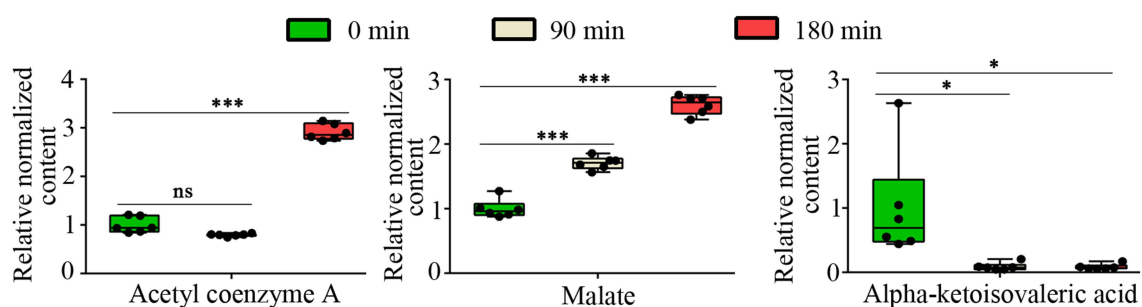 0 min 90 min 180 min
Relative normalized
content
4
3
2
1
0
***
ns
Acetyl coenzyme A
Relative normalized
content
3
2
1
0
***
***
Malate
Relative normalized
content
3
2
1
0
*
*
Alpha-ketoisovaleric acid